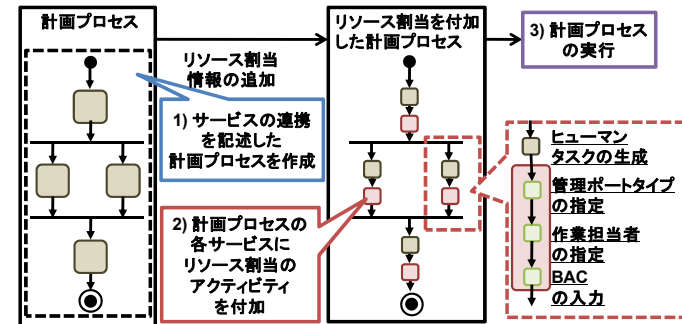 計画プロセス
リソース割当
情報の追加
リソース割当を付加
した計画プロセス
3) 計画プロセス
の実行
1) サービスの連携
を記述した
計画プロセスを作成
2) 計画プロセスの
各サービスに
リソース割当の
アクティビティ
を付加
ヒューマン
タスクの生成
管理ポートタイプ
の指定
作業担当者
の指定
BAC
の入力